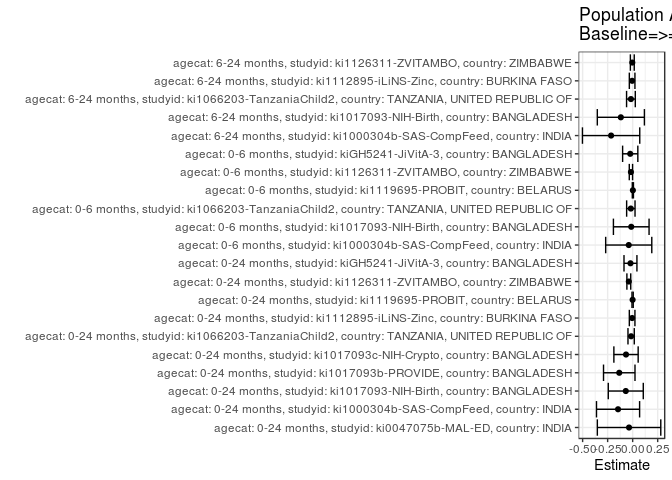 Population
Baseline=>=
agecat: 6-24 months, studyid: ki1126311-ZVITAMBO, country: ZIMBABWE
agecat: 6-24 months, studyid: ki1112895-iLiNS-Zinc, country: BURKINA FASO
agecat: 6-24 months, studyid: ki1066203-TanzaniaChild2, country: TANZANIA, UNITED REPUBLIC OF
agecat: 6-24 months, studyid: ki1017093-NIH-Birth, country: BANGLADESH
agecat: 6-24 months, studyid: ki1000304b-SAS-CompFeed, country: INDIA
agecat: 0-6 months, studyid: kiGH5241-JiVitA-3, country: BANGLADESH
agecat: 0-6 months, studyid: ki1126311-ZVITAMBO, country: ZIMBABWE
agecat: 0-6 months, studyid: ki1119695-PROBIT, country: BELARUS
agecat: 0-6 months, studyid: ki1066203-TanzaniaChild2, country: TANZANIA, UNITED REPUBLIC OF
agecat: 0-6 months, studyid: ki1017093-NIH-Birth, country: BANGLADESH
agecat: 0-6 months, studyid: ki1000304b-SAS-CompFeed, country: INDIA
agecat: 0-24 months, studyid: kiGH5241-JiVitA-3, country: BANGLADESH
agecat: 0-24 months, studyid: ki1126311-ZVITAMBO, country: ZIMBABWE
agecat: 0-24 months, studyid: ki1119695-PROBIT, country: BELARUS
agecat: 0-24 months, studyid: ki1112895-iLiNS-Zinc, country: BURKINA FASO
agecat: 0-24 months, studyid: ki1066203-TanzaniaChild2, country: TANZANIA, UNITED REPUBLIC OF
agecat: 0-24 months, studyid: ki1017093c-NIH-Crypto, country: BANGLADESH
agecat: 0-24 months, studyid: ki1017093b-PROVIDE, country: BANGLADESH
agecat: 0-24 months, studyid: ki1017093-NIH-Birth, country: BANGLADESH
agecat: 0-24 months, studyid: ki1000304b-SAS-CompFeed, country: INDIA
agecat: 0-24 months, studyid: ki0047075b-MAL-ED, country: INDIA
-0.50 -0.25 0.00 0.25
Estimate